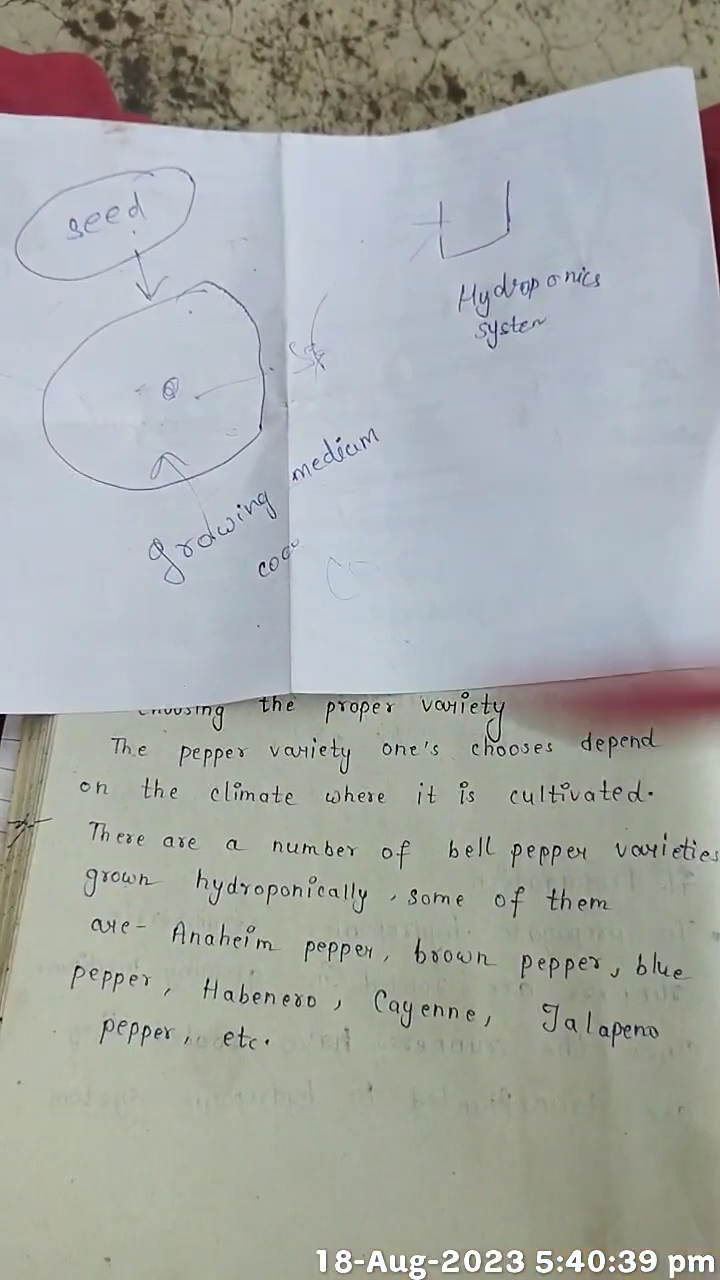 seed
Hydroponics
system
growing medium
coco
choosing the proper variety
The pepper variety one's chooses depend
on the climate where it is cultivated.
There are a number of bell pepper varieties
grown hydroponically, some of them
are- Anaheim pepper, brown pepper, blue
pepper, Habenero, Cayenne, Jalapeno
pepper, etc.
18-Aug-2023 5:40:39 pm